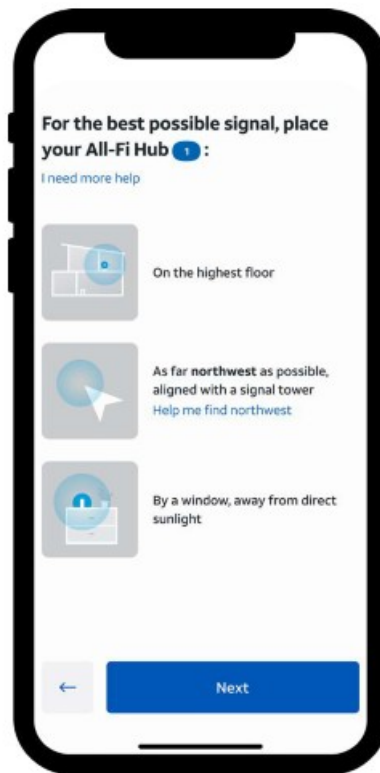 For the best possible signal, place
your All-Fi Hub 1 :
I need more help
On the highest floor
As far northwest as possible,
aligned with a signal tower
Help me find northwest
By a window, away from direct
sunlight
Next